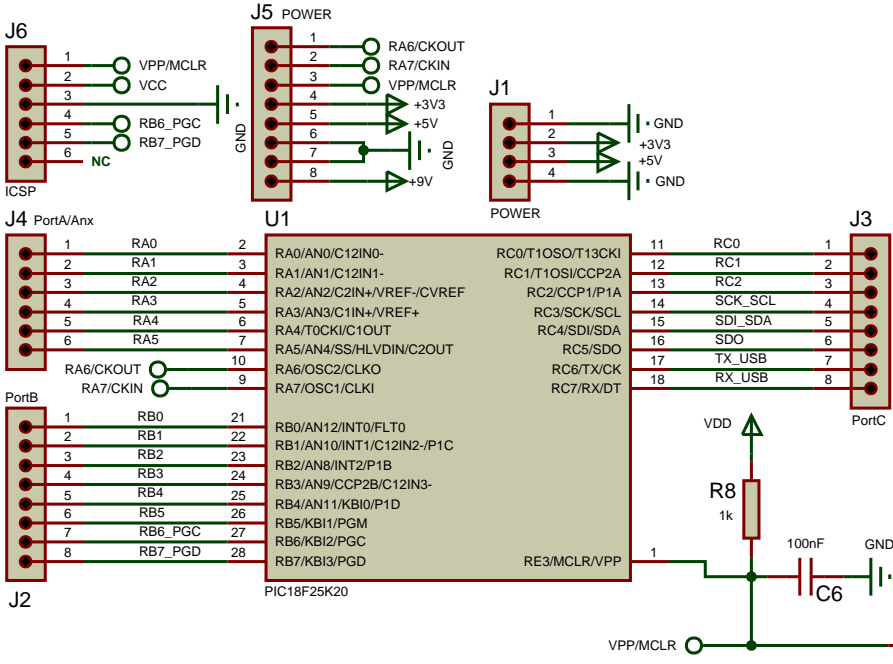 J6
1 VPP/MCLR
2 VCC
3
4 RB6_PGC
5 RB7_PGD
6 NC
ICSP
J5 POWER
1 RA6/CKOUT
2 RA7/CKIN
3 VPP/MCLR
4 +3V3
5 +5V
6
7
8 +9V
GND
GND
J1
1 GND
2 +3V3
3 +5V
4 GND
POWER
J4 PortA/Anx
1 RA0 2 RA0/AN0/C12IN0-
2 RA1 3 RA1/AN1/C12IN1-
3 RA2 4 RA2/AN2/C2IN+/VREF-/CVREF
4 RA3 5 RA3/AN3/C1IN+/VREF+
5 RA4 6 RA4/T0CKI/C1OUT
6 RA5 7 RA5/AN4/SS/HLVDIN/C2OUT
RA6/CKOUT 10 RA6/OSC2/CLKO
RA7/CKIN 9 RA7/OSC1/CLKI
PortB
1 RB0 21 RB0/AN12/INT0/FLT0
2 RB1 22 RB1/AN10/INT1/C12IN2-/P1C
3 RB2 23 RB2/AN8/INT2/P1B
4 RB3 24 RB3/AN9/CCP2B/C12IN3-
5 RB4 25 RB4/AN11/KBI0/P1D
6 RB5 26 RB5/KBI1/PGM
7 RB6_PGC 27 RB6/KBI2/PGC
8 RB7_PGD 28 RB7/KBI3/PGD
J2
U1
PIC18F25K20
J3
RC0/T1OSO/T13CKI 11 RC0 1
RC1/T1OSI/CCP2A 12 RC1 2
RC2/CCP1/P1A 13 RC2 3
RC3/SCK/SCL 14 SCK_SCL 4
RC4/SDI/SDA 15 SDI_SDA 5
RC5/SDO 16 SDO 6
RC6/TX/CK 17 TX_USB 7
RC7/RX/DT 18 RX_USB 8
PortC
RE3/MCLR/VPP 1
VDD
R8
1k
100nF
C6
GND
VPP/MCLR